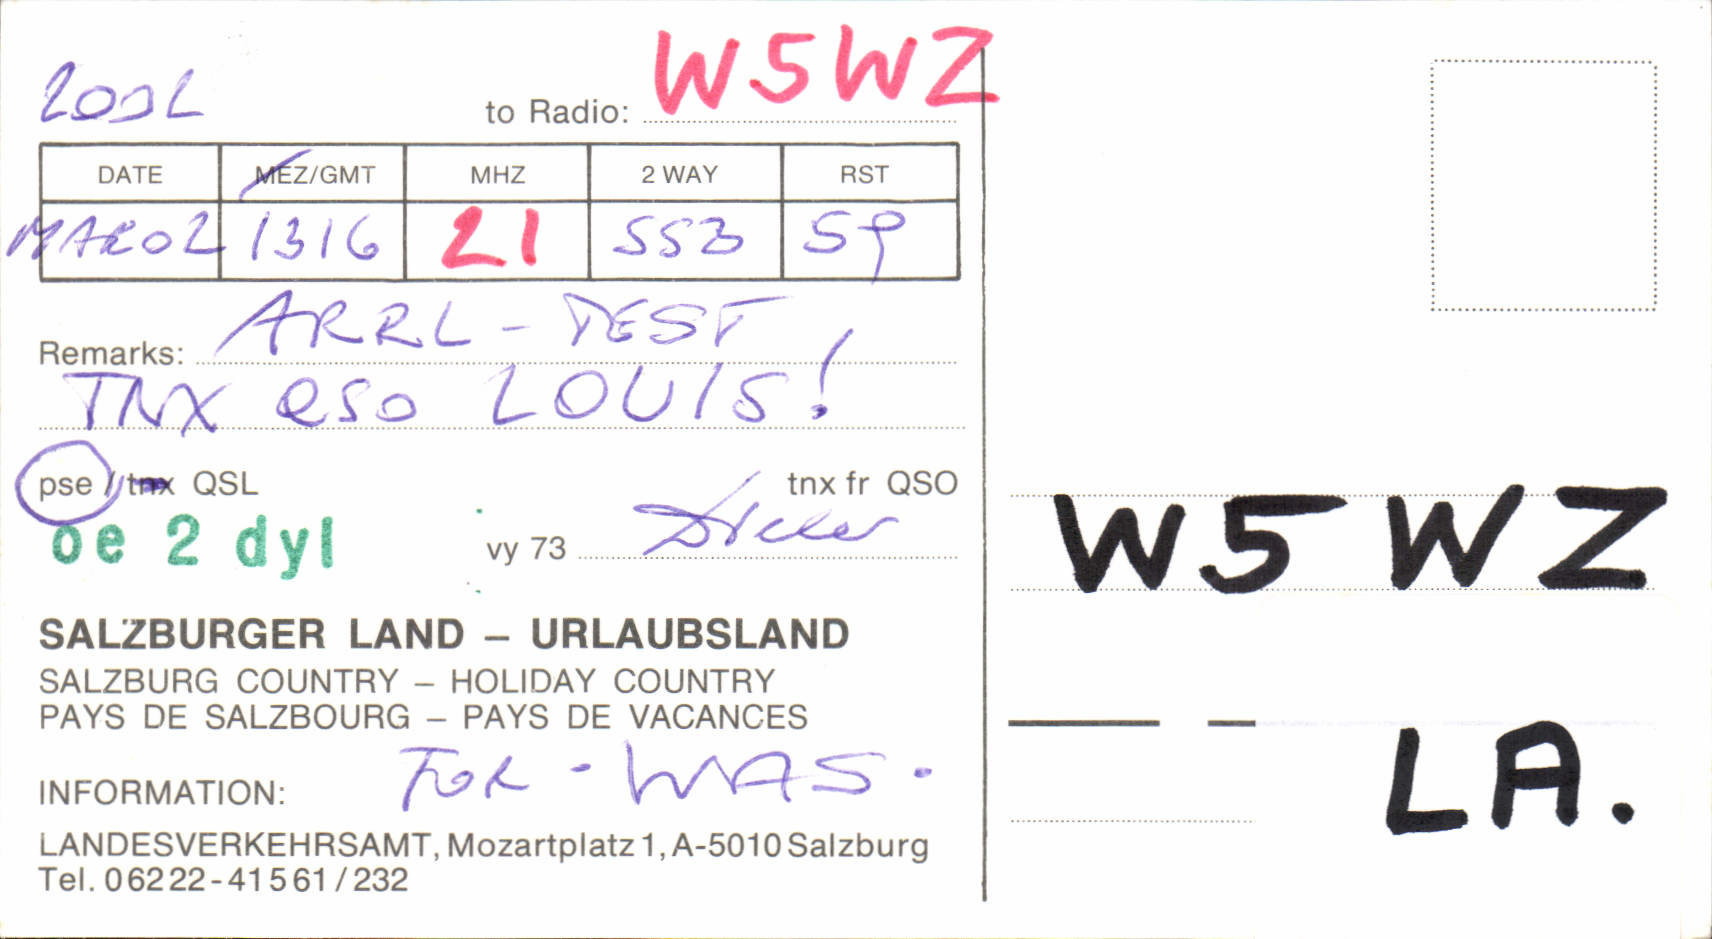 2002
to Radio: W5WZ
DATE MEZ/GMT MHZ 2 WAY RST
MAR02 1316 21 SSB 59
Remarks: ARRL - TEST
TNX QSO LOUIS!
pse / tnx QSL tnx fr QSO
oe 2 dyl vy 73 Dieter
SALZBURGER LAND – URLAUBSLAND
SALZBURG COUNTRY – HOLIDAY COUNTRY
PAYS DE SALZBOURG – PAYS DE VACANCES
FOR · WAS ·
INFORMATION:
LANDESVERKEHRSAMT, Mozartplatz 1, A-5010 Salzburg
Tel. 06222-41561/232
W5WZ
LA.